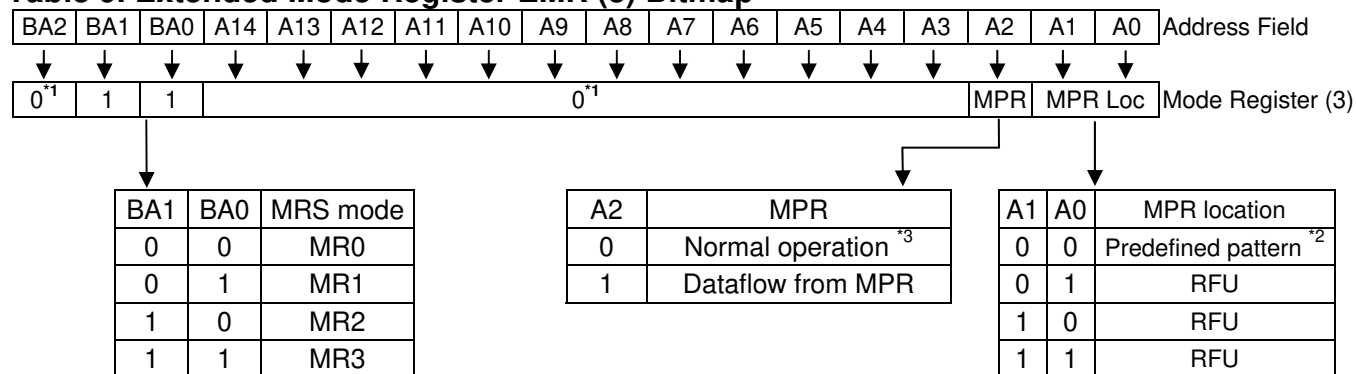 Table 8. Extended Mode Register EMR (3) Bitmap
BA2 BA1 BA0 A14 A13 A12 A11 A10 A9 A8 A7 A6 A5 A4 A3 A2 A1 A0 Address Field
0*1 1 1 0*1 MPR MPR Loc Mode Register (3)
BA1 BA0 MRS mode
0 0 MR0
0 1 MR1
1 0 MR2
1 1 MR3
A2 MPR
0 Normal operation *3
1 Dataflow from MPR
A1 A0 MPR location
0 0 Predefined pattern *2
0 1 RFU
1 0 RFU
1 1 RFU